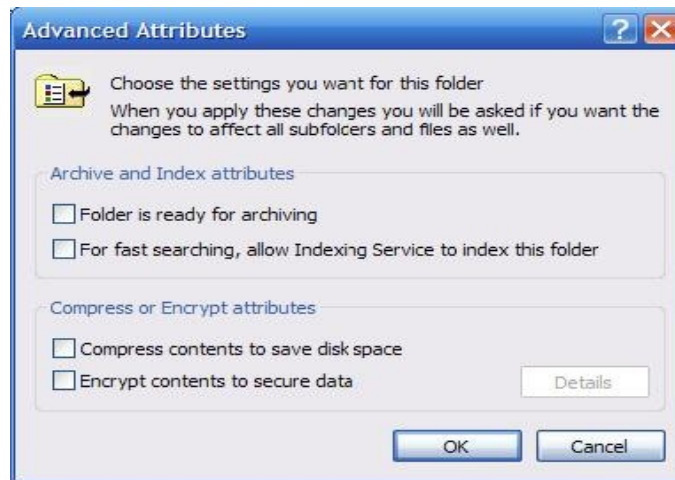 Advanced Attributes
Choose the settings you want for this folder
When you apply these changes you will be asked if you want the
changes to affect all subfolcers and files as well.
Archive and Index attributes
Folder is ready for archiving
For fast searching, allow Indexing Service to index this folder
Compress or Encrypt attributes
Compress contents to save disk space
Encrypt contents to secure data
Details
OK
Cancel